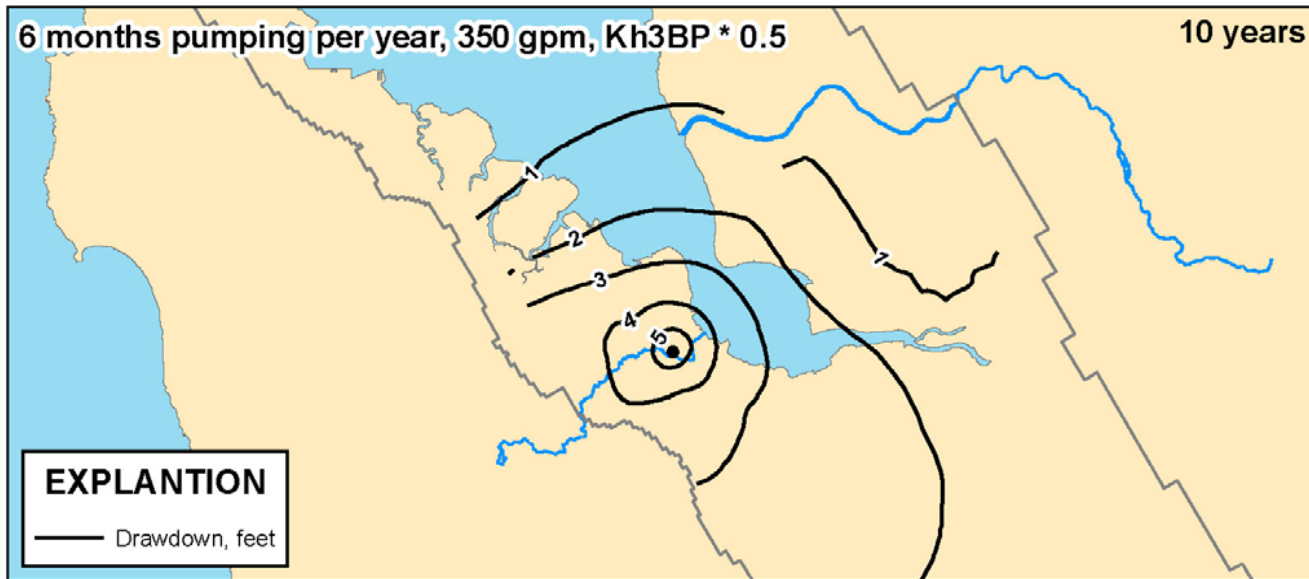 6 months pumping per year, 350 gpm, Kh3BP * 0.5
10 years
1
2
1
3
4
5
EXPLANTION
Drawdown, feet